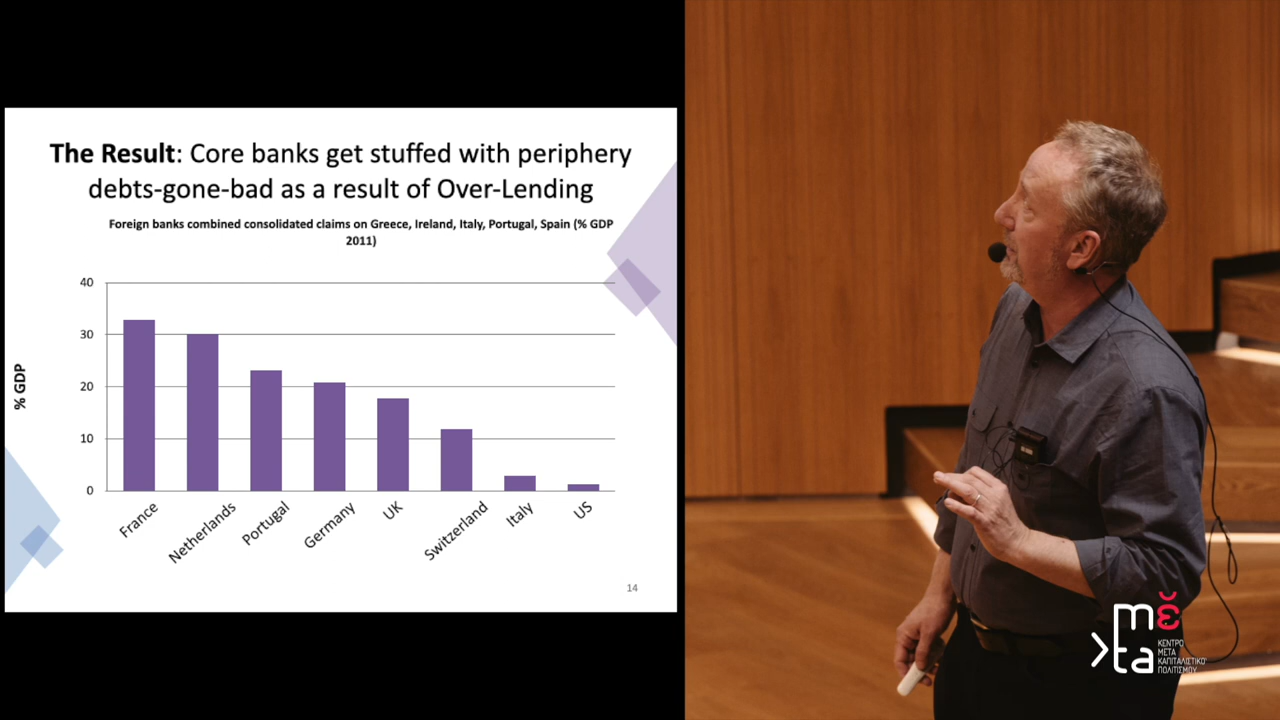 The Result: Core banks get stuffed with periphery
debts-gone-bad as a result of Over-Lending
Foreign banks combined consolidated claims on Greece, Ireland, Italy, Portugal, Spain (% GDP
2011)
% GDP
40
30
20
10
0
France
Netherlands
Portugal
Germany
UK
Switzerland
Italy
US
14
mέta
ΚΕΝΤΡΟ
ΜΕΤΑ
ΚΑΠΙΤΑΛΙΣΤΙΚΟΥ
ΠΟΛΙΤΙΣΜΟΥ